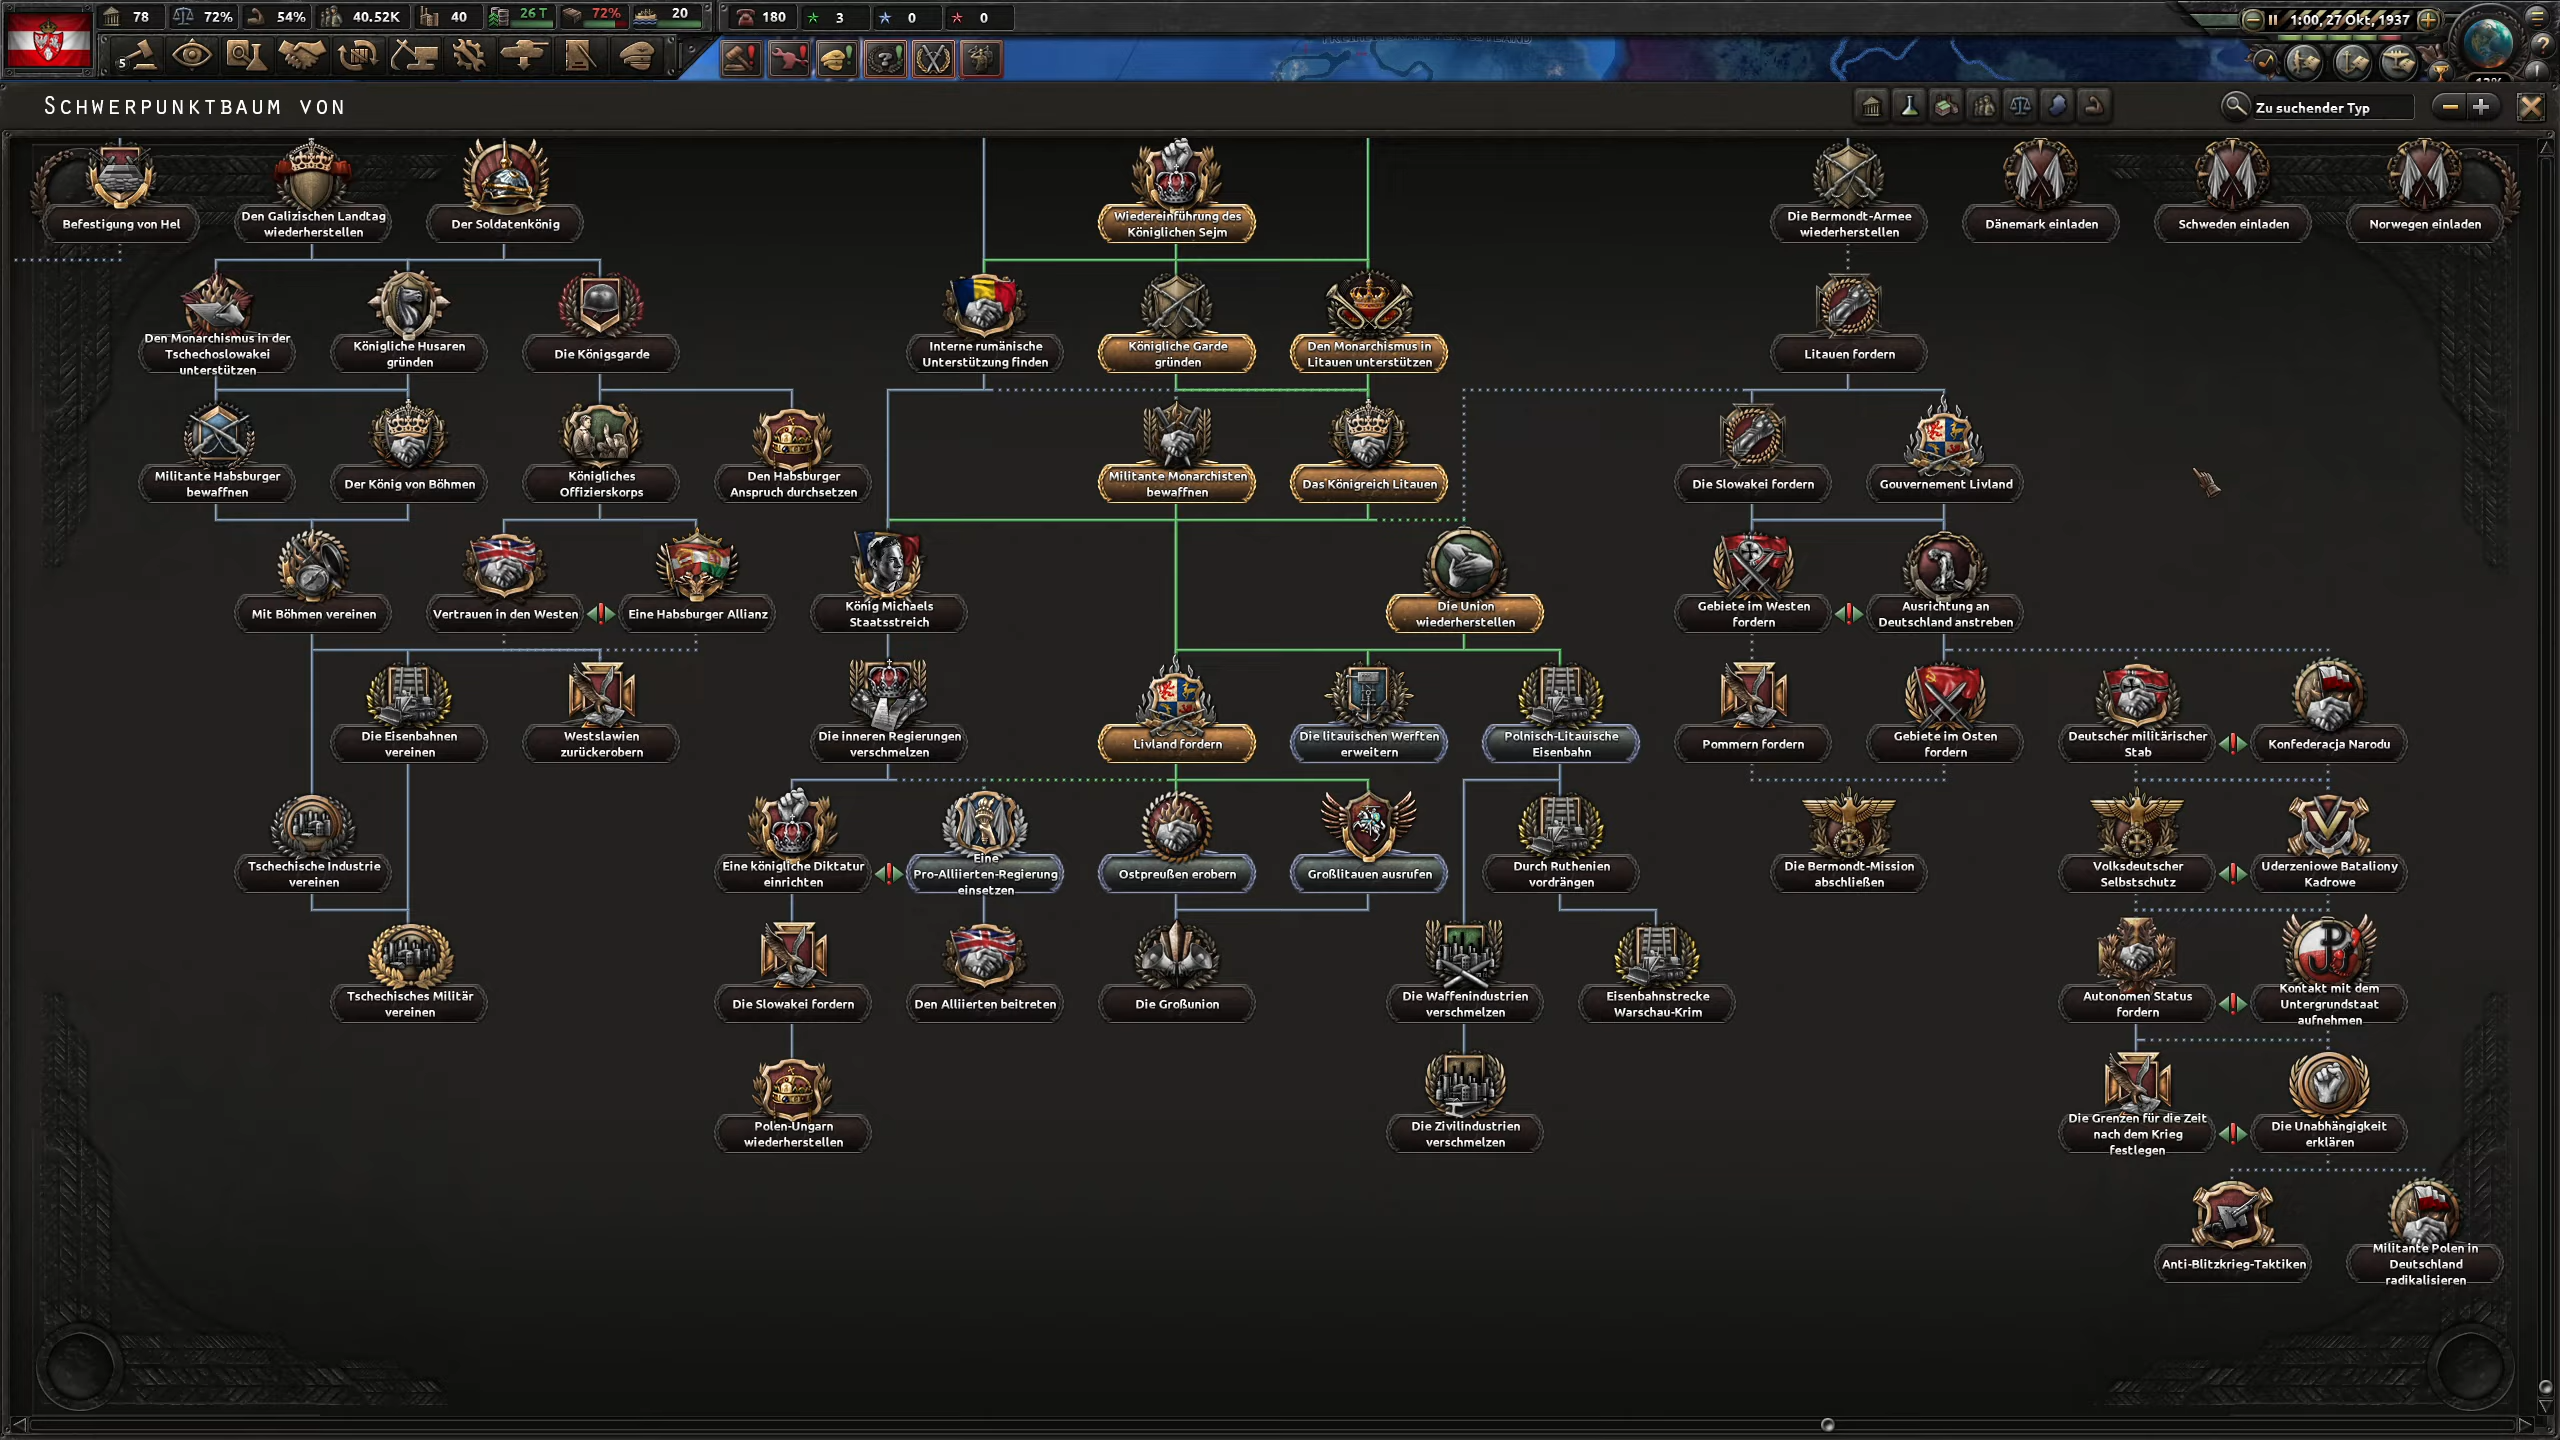 78
72%
54%
40.52K
40
26 T
72%
20
180
3
0
0
1:00, 27 Okt, 1937
5
Schwerpunktbaum von
Zu suchender Typ
Befestigung von Hel
Den Galizischen Landtag
wiederherstellen
Der Soldatenkönig
Wiedereinführung des
Königlichen Sejm
Die Bermondt-Armee
wiederherstellen
Dänemark einladen
Schweden einladen
Norwegen einladen
Den Monarchismus in der
Tschechoslowakei
unterstützen
Königliche Husaren
gründen
Die Königsgarde
Interne rumänische
Unterstützung finden
Königliche Garde
gründen
Den Monarchismus in
Litauen unterstützen
Litauen fordern
Militante Habsburger
bewaffnen
Der König von Böhmen
Königliches
Offizierskorps
Den Habsburger
Anspruch durchsetzen
Militante Monarchisten
bewaffnen
Das Königreich Litauen
Die Slowakei fordern
Gouvernement Livland
Mit Böhmen vereinen
Vertrauen in den Westen
Eine Habsburger Allianz
König Michaels
Staatsstreich
Die Union
wiederherstellen
Gebiete im Westen
fordern
Ausrichtung an
Deutschland anstreben
Die Eisenbahnen
vereinen
Westslawien
zurückerobern
Die inneren Regierungen
verschmelzen
Livland fordern
Die litauischen Werften
erweitern
Polnisch-Litauische
Eisenbahn
Pommern fordern
Gebiete im Osten
fordern
Deutscher militärischer
Stab
Konfederacja Narodu
Tschechische Industrie
vereinen
Eine königliche Diktatur
einrichten
Eine
Pro-Alliierten-Regierung
einsetzen
Ostpreußen erobern
Großlitauen ausrufen
Durch Ruthenien
vordrängen
Die Bermondt-Mission
abschließen
Volksdeutscher
Selbstschutz
Uderzeniowe Bataliony
Kadrowe
Tschechisches Militär
vereinen
Die Slowakei fordern
Den Alliierten beitreten
Die Großunion
Die Waffenindustrien
verschmelzen
Eisenbahnstrecke
Warschau-Krim
Autonomen Status
fordern
Kontakt mit dem
Untergrundstaat
aufnehmen
Polen-Ungarn
wiederherstellen
Die Zivilindustrien
verschmelzen
Die Grenzen für die Zeit
nach dem Krieg
festlegen
Die Unabhängigkeit
erklären
Anti-Blitzkrieg-Taktiken
Militante Polen in
Deutschland
radikalisieren